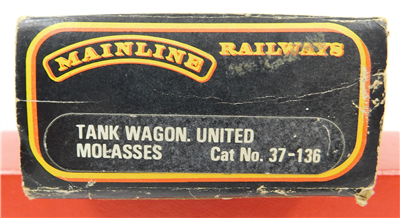 MAINLINE RAILWAYS
TANK WAGON. UNITED
MOLASSES Cat No. 37-136